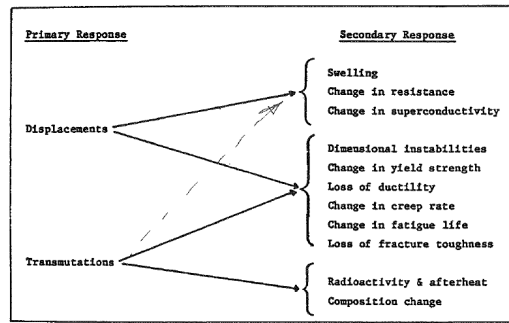 Primary Response
Secondary Response
Swelling
Change in resistance
Change in superconductivity
Displacements
Dimensional instabilities
Change in yield strength
Loss of ductility
Change in creep rate
Change in fatigue life
Loss of fracture toughness
Transmutations
Radioactivity & afterheat
Composition change